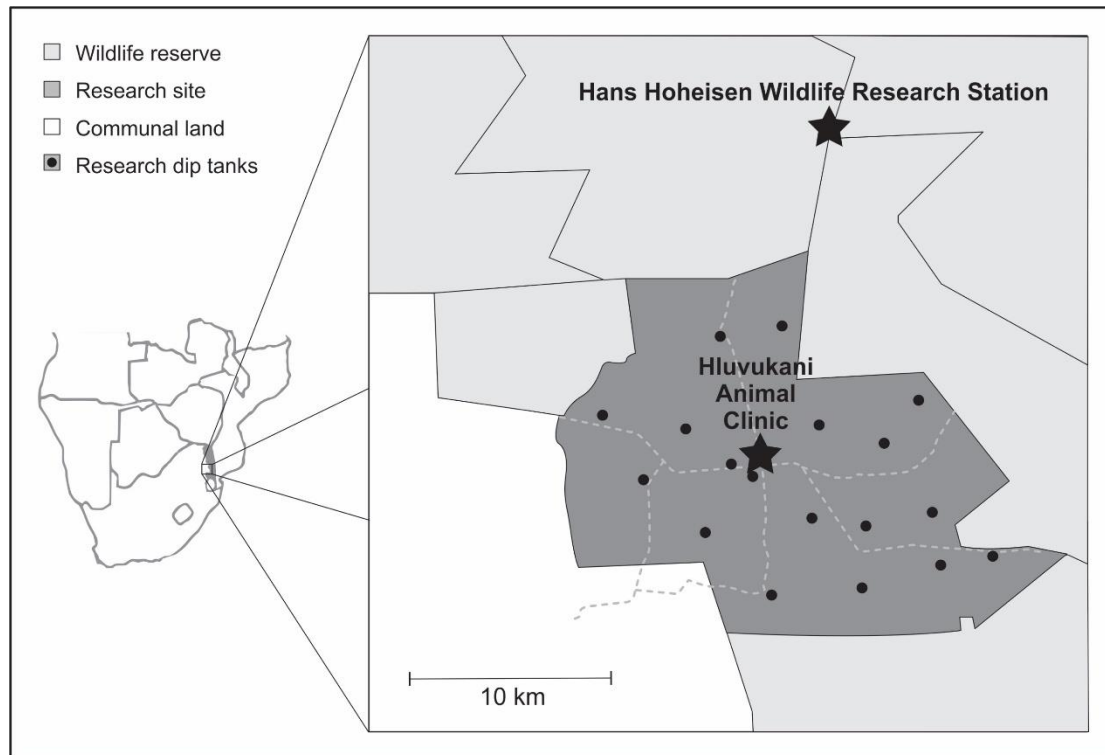 Wildlife reserve
Research site
Communal land
Research dip tanks
Hans Hoheisen Wildlife Research Station
Hluvukani
Animal
Clinic
10 km